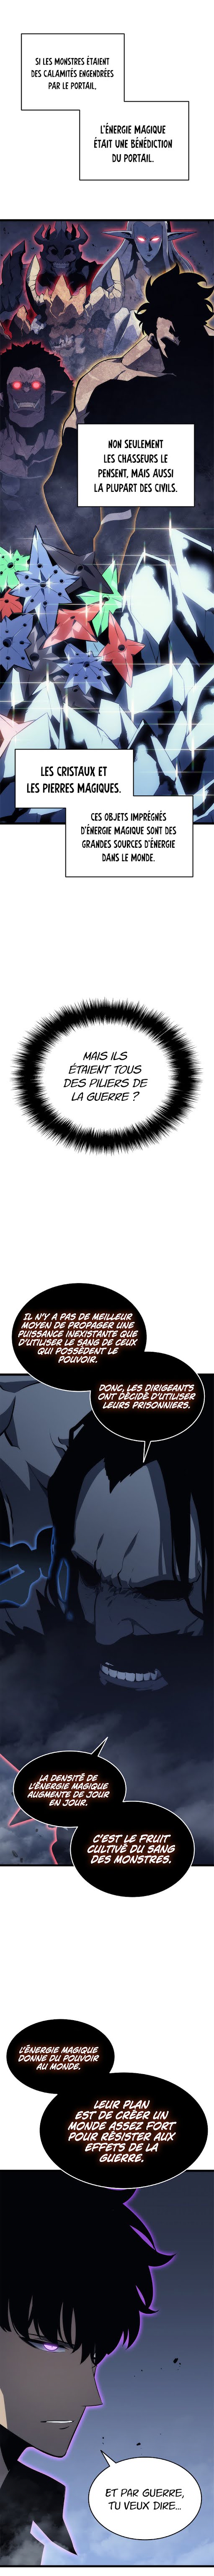 SI LES MONSTRES ÉTAIENT
DES CALAMITÉS ENGENDRÉES
PAR LE PORTAIL,
L'ÉNERGIE MAGIQUE
ÉTAIT UNE BÉNÉDICTION
DU PORTAIL.
NON SEULEMENT
LES CHASSEURS LE
PENSENT, MAIS AUSSI
LA PLUPART DES CIVILS.
LES CRISTAUX ET
LES PIERRES MAGIQUES.
CES OBJETS IMPRÉGNÉS
D'ÉNERGIE MAGIQUE SONT DES
GRANDES SOURCES D'ÉNERGIE
DANS LE MONDE.
MAIS ILS
ÉTAIENT TOUS
DES PILIERS DE
LA GUERRE ?
IL N'Y A PAS DE MEILLEUR
MOYEN DE PROPAGER UNE
PUISSANCE INEXISTANTE QUE
D'UTILISER LE SANG DE CEUX
QUI POSSÈDENT LE
POUVOIR.
DONC, LES DIRIGEANTS
ONT DÉCIDÉ D'UTILISER
LEURS PRISONNIERS.
LA DENSITÉ DE
L'ÉNERGIE MAGIQUE
AUGMENTE DE JOUR
EN JOUR.
C'EST LE FRUIT
CULTIVÉ DU SANG
DES MONSTRES.
L'ÉNERGIE MAGIQUE
DONNE DU POUVOIR
AU MONDE.
LEUR PLAN
EST DE CRÉER UN
MONDE ASSEZ FORT
POUR RÉSISTER AUX
EFFETS DE LA
GUERRE.
ET PAR GUERRE,
TU VEUX DIRE...